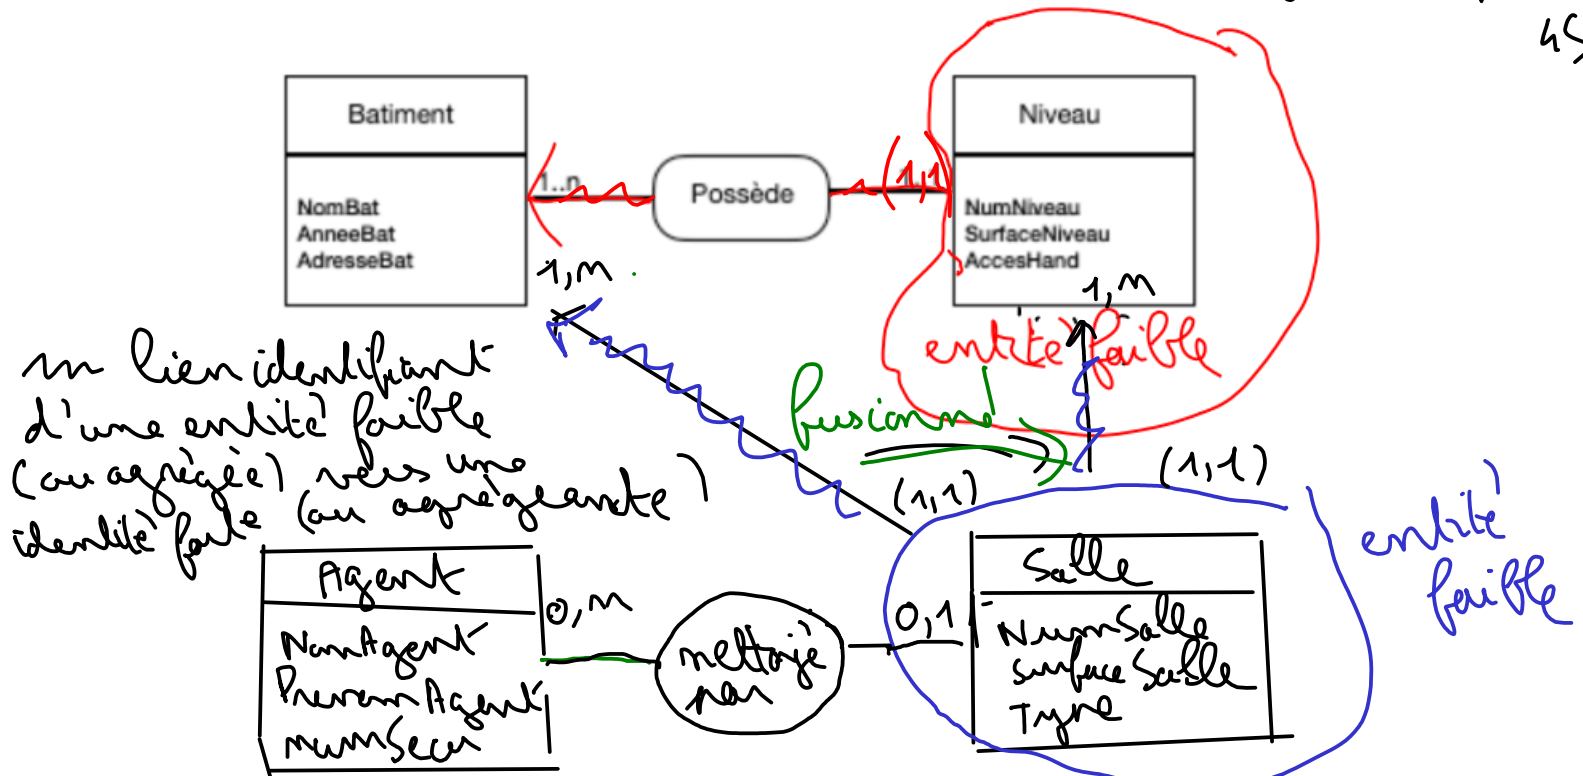 45
Batiment
Niveau
1..n
Possède
(1,1)
NomBat
AnneeBat
AdresseBat
NumNiveau
SurfaceNiveau
AccesHand
1,n
1,n
entité faible
un lien identifiant
d'une entité faible
(ou agrégée) vers une
identité forte (ou agrégeante)
fusionné
(1,1)
(1,1)
entité
faible
Agent
0,n
nettoyé
par
0,1
Salle
NomAgent
PrenomAgent
numSecu
NumSalle
surfaceSalle
Type